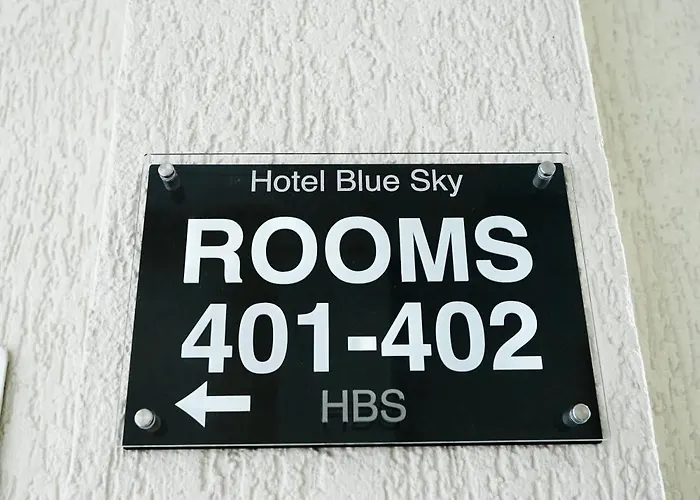 Hotel Blue Sky
ROOMS
401-402
HBS